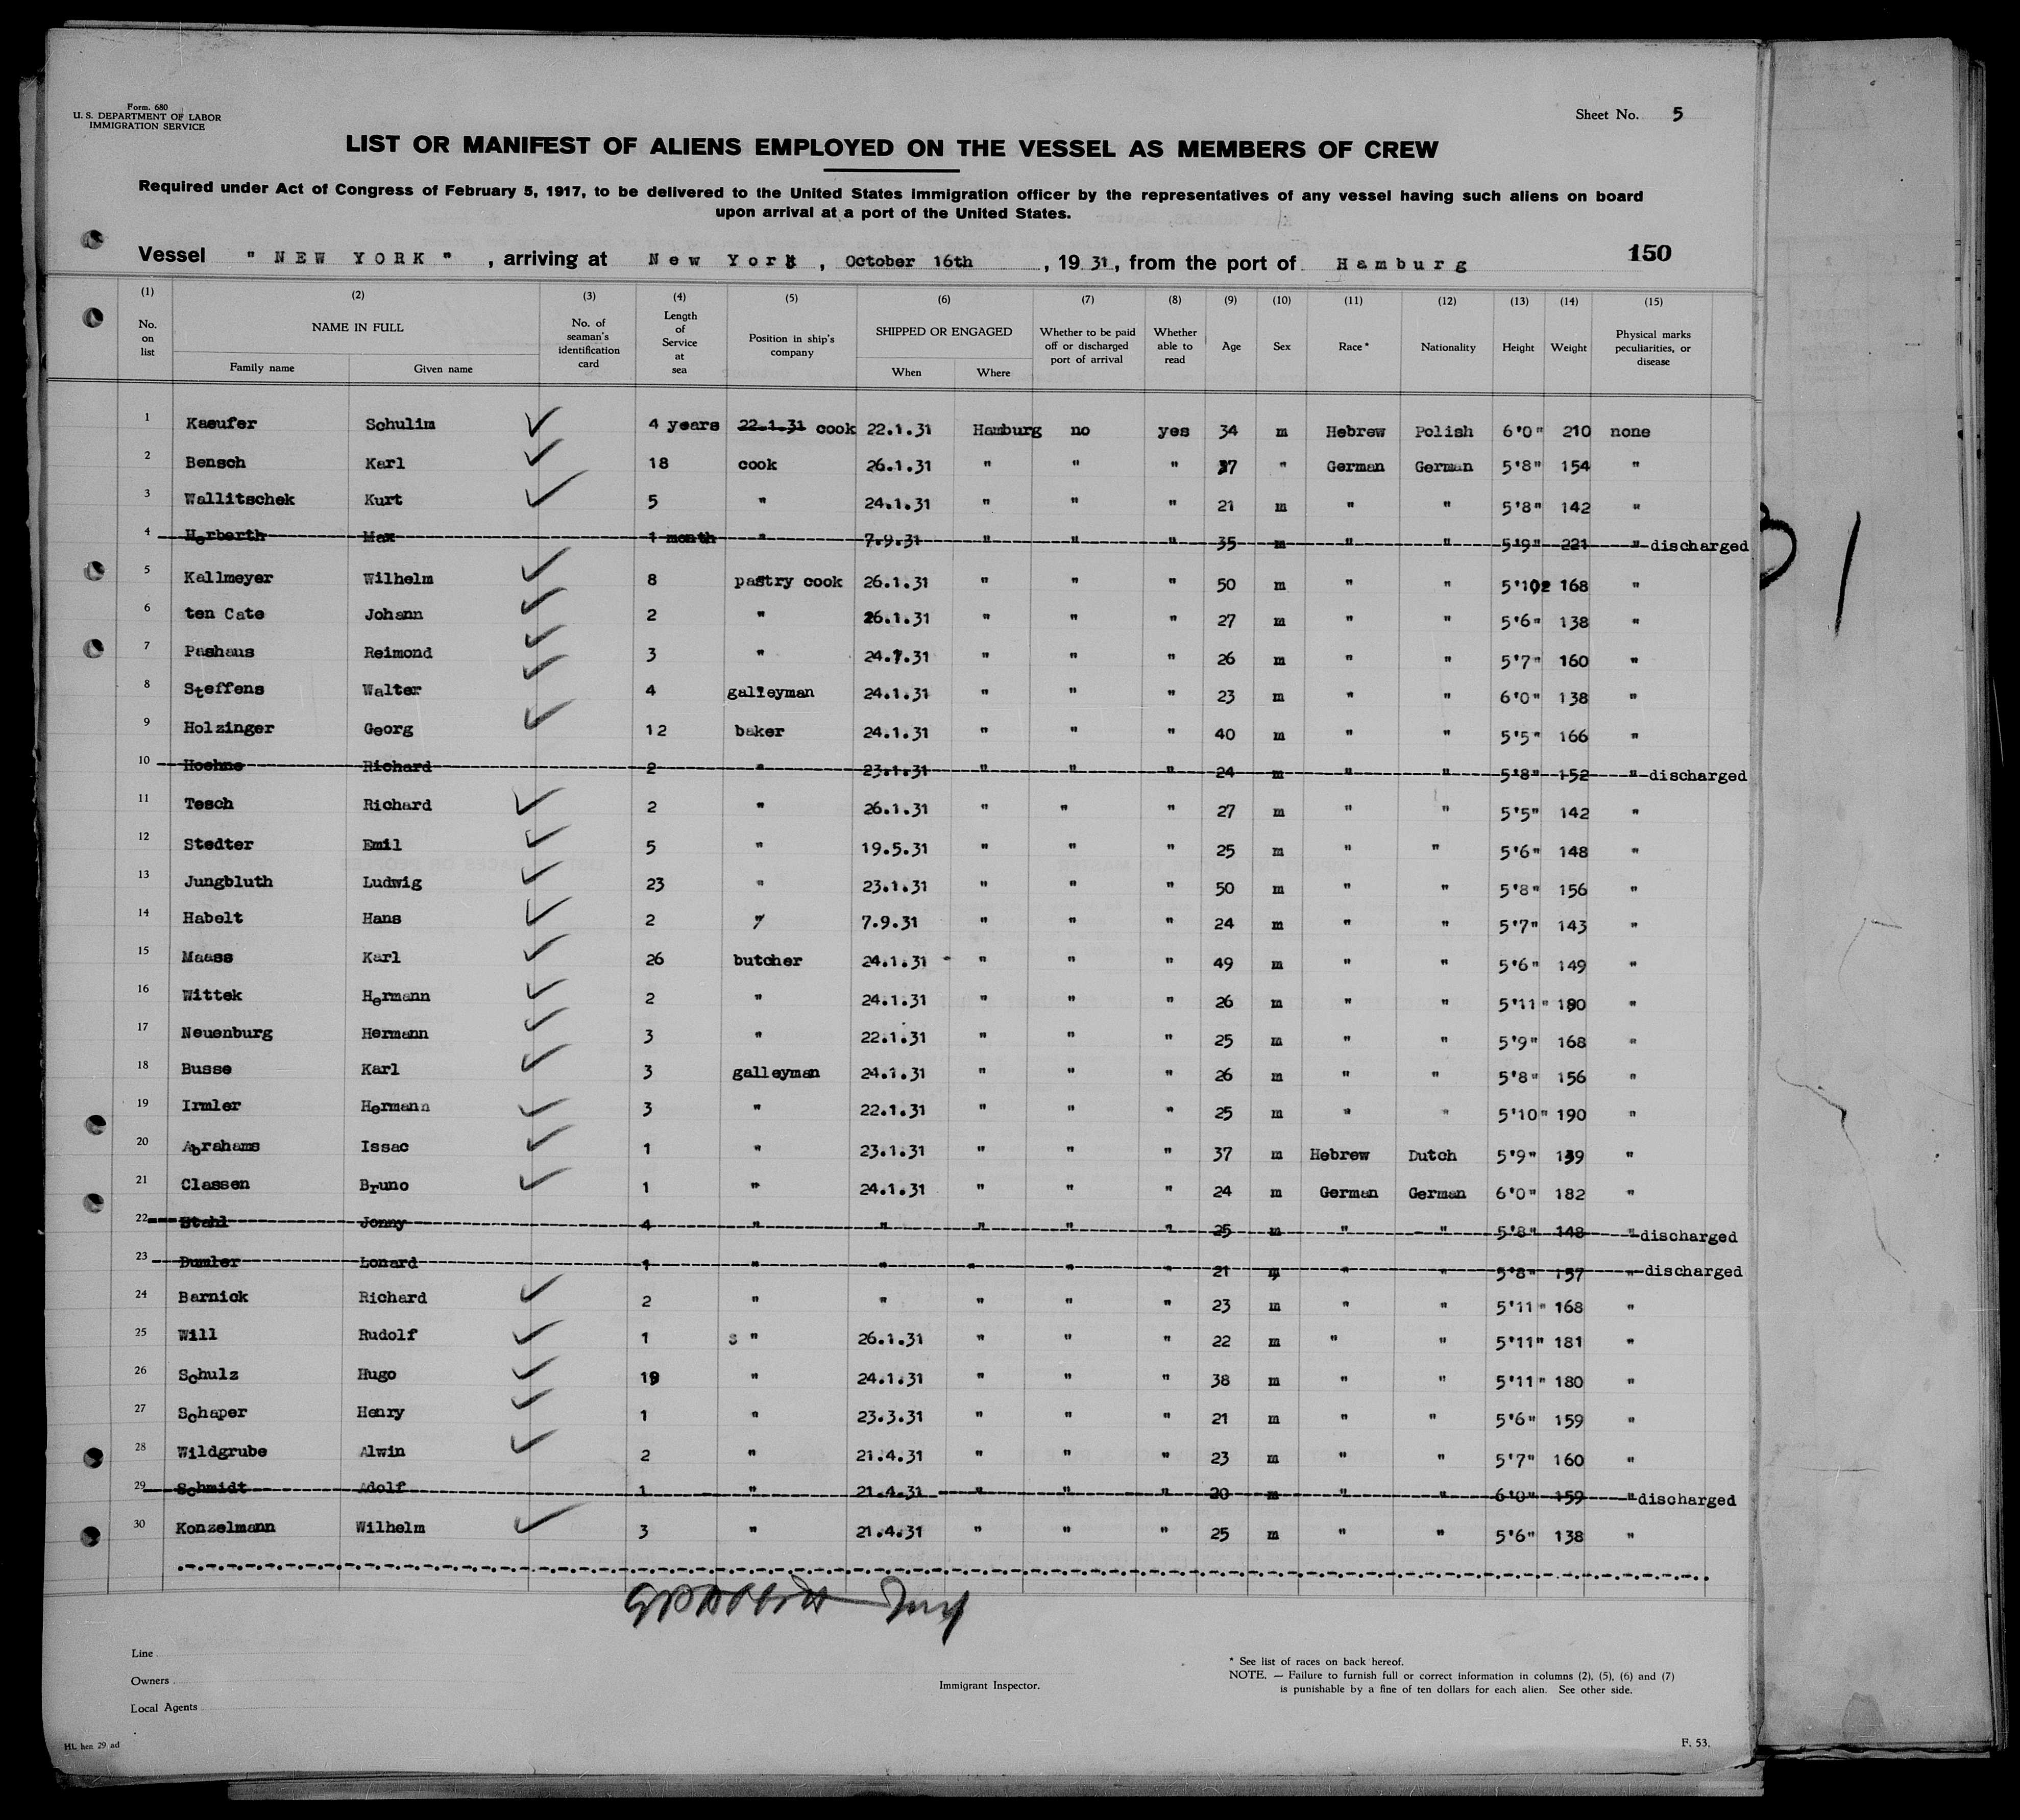 Form. 680
U. S. DEPARTMENT OF LABOR
IMMIGRATION SERVICE
Sheet No. 5
LIST OR MANIFEST OF ALIENS EMPLOYED ON THE VESSEL AS MEMBERS OF CREW
Required under Act of Congress of February 5, 1917, to be delivered to the United States immigration officer by the representatives of any vessel having such aliens on board
upon arrival at a port of the United States.
150
Vessel " NEW YORK " , arriving at New York , October 16th , 19 31 , from the port of Hamburg
(1) (2) (3) (4) (5) (6) (7) (8) (9) (10) (11) (12) (13) (14) (15)
No. on list NAME IN FULL Family name Given name No. of seaman's identification card Length of Service at sea Position in ship's company SHIPPED OR ENGAGED When Where Whether to be paid off or discharged port of arrival Whether able to read Age Sex Race * Nationality Height Weight Physical marks peculiarities, or disease
1 Kaeufer Schulim 4 years 22.1.31 cook 22.1.31 Hamburg no yes 34 m Hebrew Polish 6'0" 210 none
2 Bensch Karl 18 cook 26.1.31 " " " 37 " German German 5'8" 154 "
3 Wallitschek Kurt 5 " 24.1.31 " " " 21 m " " 5'8" 142 "
4 Herberth Max 1 month " 7.9.31 " " " 35 m " " 5'9" 221 " discharged
5 Kallmeyer Wilhelm 8 pastry cook 26.1.31 " " " 50 m " " 5'10 168 "
6 ten Cate Johann 2 " 26.1.31 " " " 27 m " " 5'6" 138 "
7 Pashaus Reimond 3 " 24.7.31 " " " 26 m " " 5'7" 160 "
8 Steffens Walter 4 galleyman 24.1.31 " " " 23 m " " 6'0" 138 "
9 Holzinger Georg 12 baker 24.1.31 " " " 40 m " " 5'5" 166 "
10 Hoehne Richard 2 " 23.1.31 " " " 24 m " " 5'8" 152 " discharged
11 Tesch Richard 2 " 26.1.31 " " " 27 m " " 5'5" 142 "
12 Stedter Emil 5 " 19.5.31 " " " 25 m " " 5'6" 148 "
13 Jungbluth Ludwig 23 " 23.1.31 " " " 50 m " " 5'8" 156 "
14 Habelt Hans 2 " 7.9.31 " " " 24 m " " 5'7" 143 "
15 Maass Karl 26 butcher 24.1.31 " " " 49 m " " 5'6" 149 "
16 Wittek Hermann 2 " 24.1.31 " " " 26 m " " 5'11" 190 "
17 Neuenburg Hermann 3 " 22.1.31 " " " 25 m " " 5'9" 168 "
18 Busse Karl 3 galleyman 24.1.31 " " " 26 m " " 5'8" 156 "
19 Irmler Hermann 3 " 22.1.31 " " " 25 m " " 5'10" 190 "
20 Abrahams Issac 1 " 23.1.31 " " " 37 m Hebrew Dutch 5'9" 139 "
21 Classen Bruno 1 " 24.1.31 " " " 24 m German German 6'0" 182 "
22 Stahl Jonny 4 " " " " " 25 m " " 5'8" 148 " discharged
23 Dumler Lonard 1 " " " " " 21 m " " 5'8" 157 " discharged
24 Barnick Richard 2 " " " " " 23 m " " 5'11" 168 "
25 Will Rudolf 1 s " 26.1.31 " " " 22 m " " 5'11" 181 "
26 Schulz Hugo 19 " 24.1.31 " " " 38 m " " 5'11" 180 "
27 Schaper Henry 1 " 23.3.31 " " " 21 m " " 5'6" 159 "
28 Wildgrube Alwin 2 " 21.4.31 " " " 23 m " " 5'7" 160 "
29 Schmidt Adolf 1 " 21.4.31 " " " 20 m " " 6'0" 159 " discharged
30 Konzelmann Wilhelm 3 " 21.4.31 " " " 25 m " " 5'6" 138 "
Line
Owners
Local Agents
Immigrant Inspector.
* See list of races on back hereof.
NOTE. — Failure to furnish full or correct information in columns (2), (5), (6) and (7)
is punishable by a fine of ten dollars for each alien. See other side.
HL hen 29 ad
F. 53.